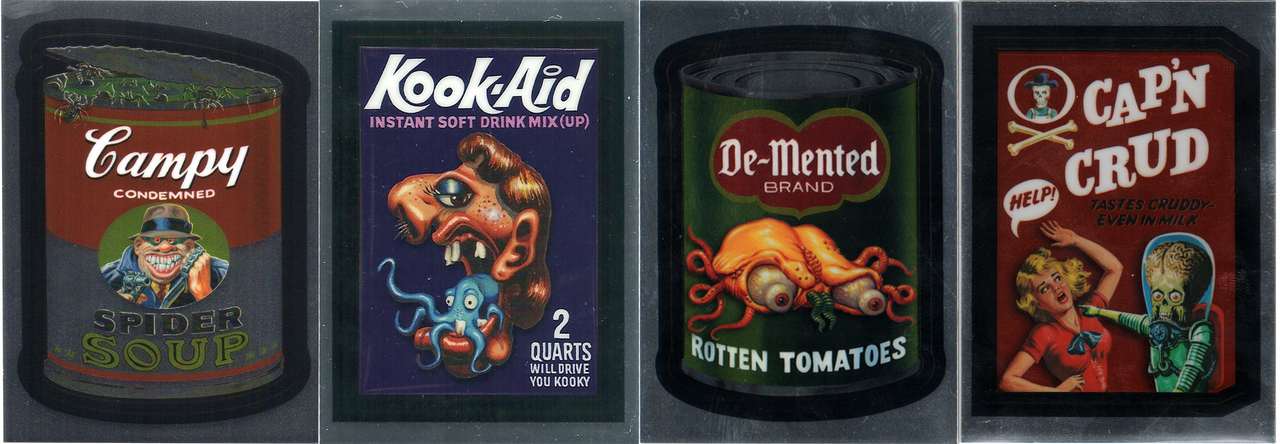 Campy
CONDEMNED
SPIDER
SOUP
Kook-Aid
INSTANT SOFT DRINK MIX (UP)
2
QUARTS
WILL DRIVE
YOU KOOKY
De-Mented
BRAND
ROTTEN TOMATOES
CAP'N
CRUD
HELP!
TASTES CRUDDY-
EVEN IN MILK